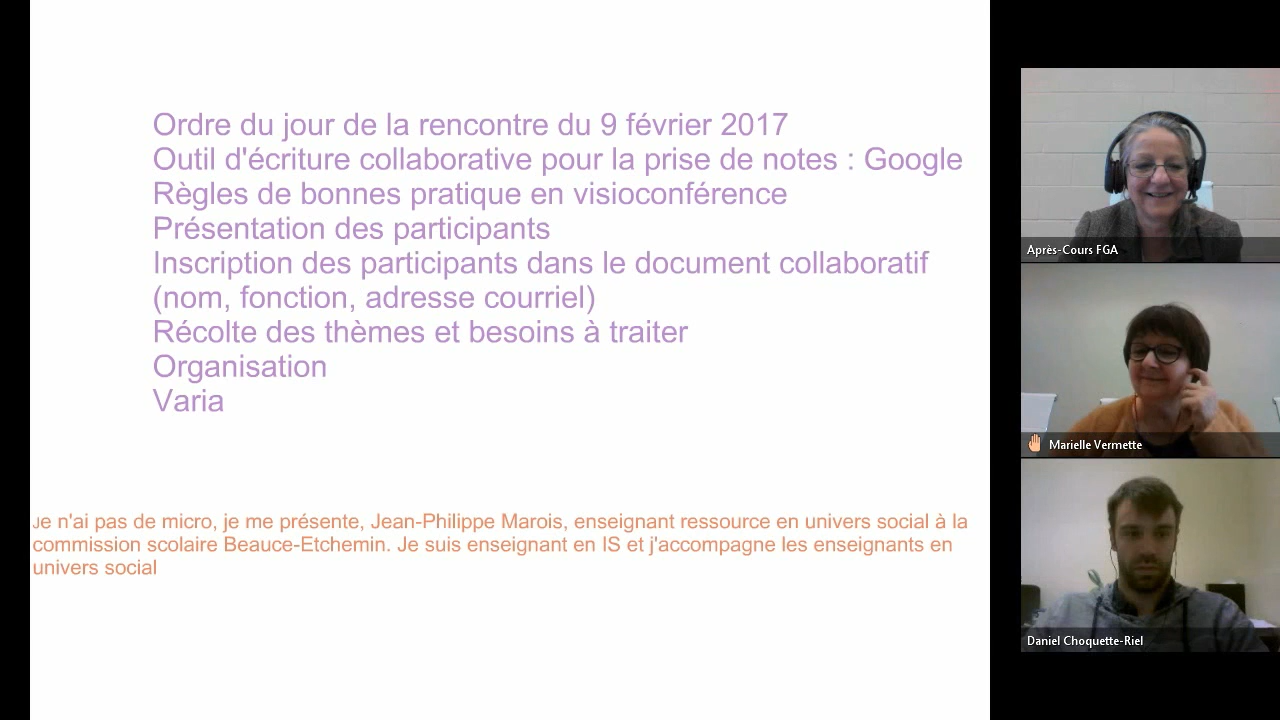 Ordre du jour de la rencontre du 9 février 2017
Outil d'écriture collaborative pour la prise de notes : Google
Règles de bonnes pratique en visioconférence
Présentation des participants
Inscription des participants dans le document collaboratif
(nom, fonction, adresse courriel)
Récolte des thèmes et besoins à traiter
Organisation
Varia
Je n'ai pas de micro, je me présente, Jean-Philippe Marois, enseignant ressource en univers social à la
commission scolaire Beauce-Etchemin. Je suis enseignant en IS et j'accompagne les enseignants en
univers social
Après-Cours FGA
Marielle Vermette
Daniel Choquette-Riel